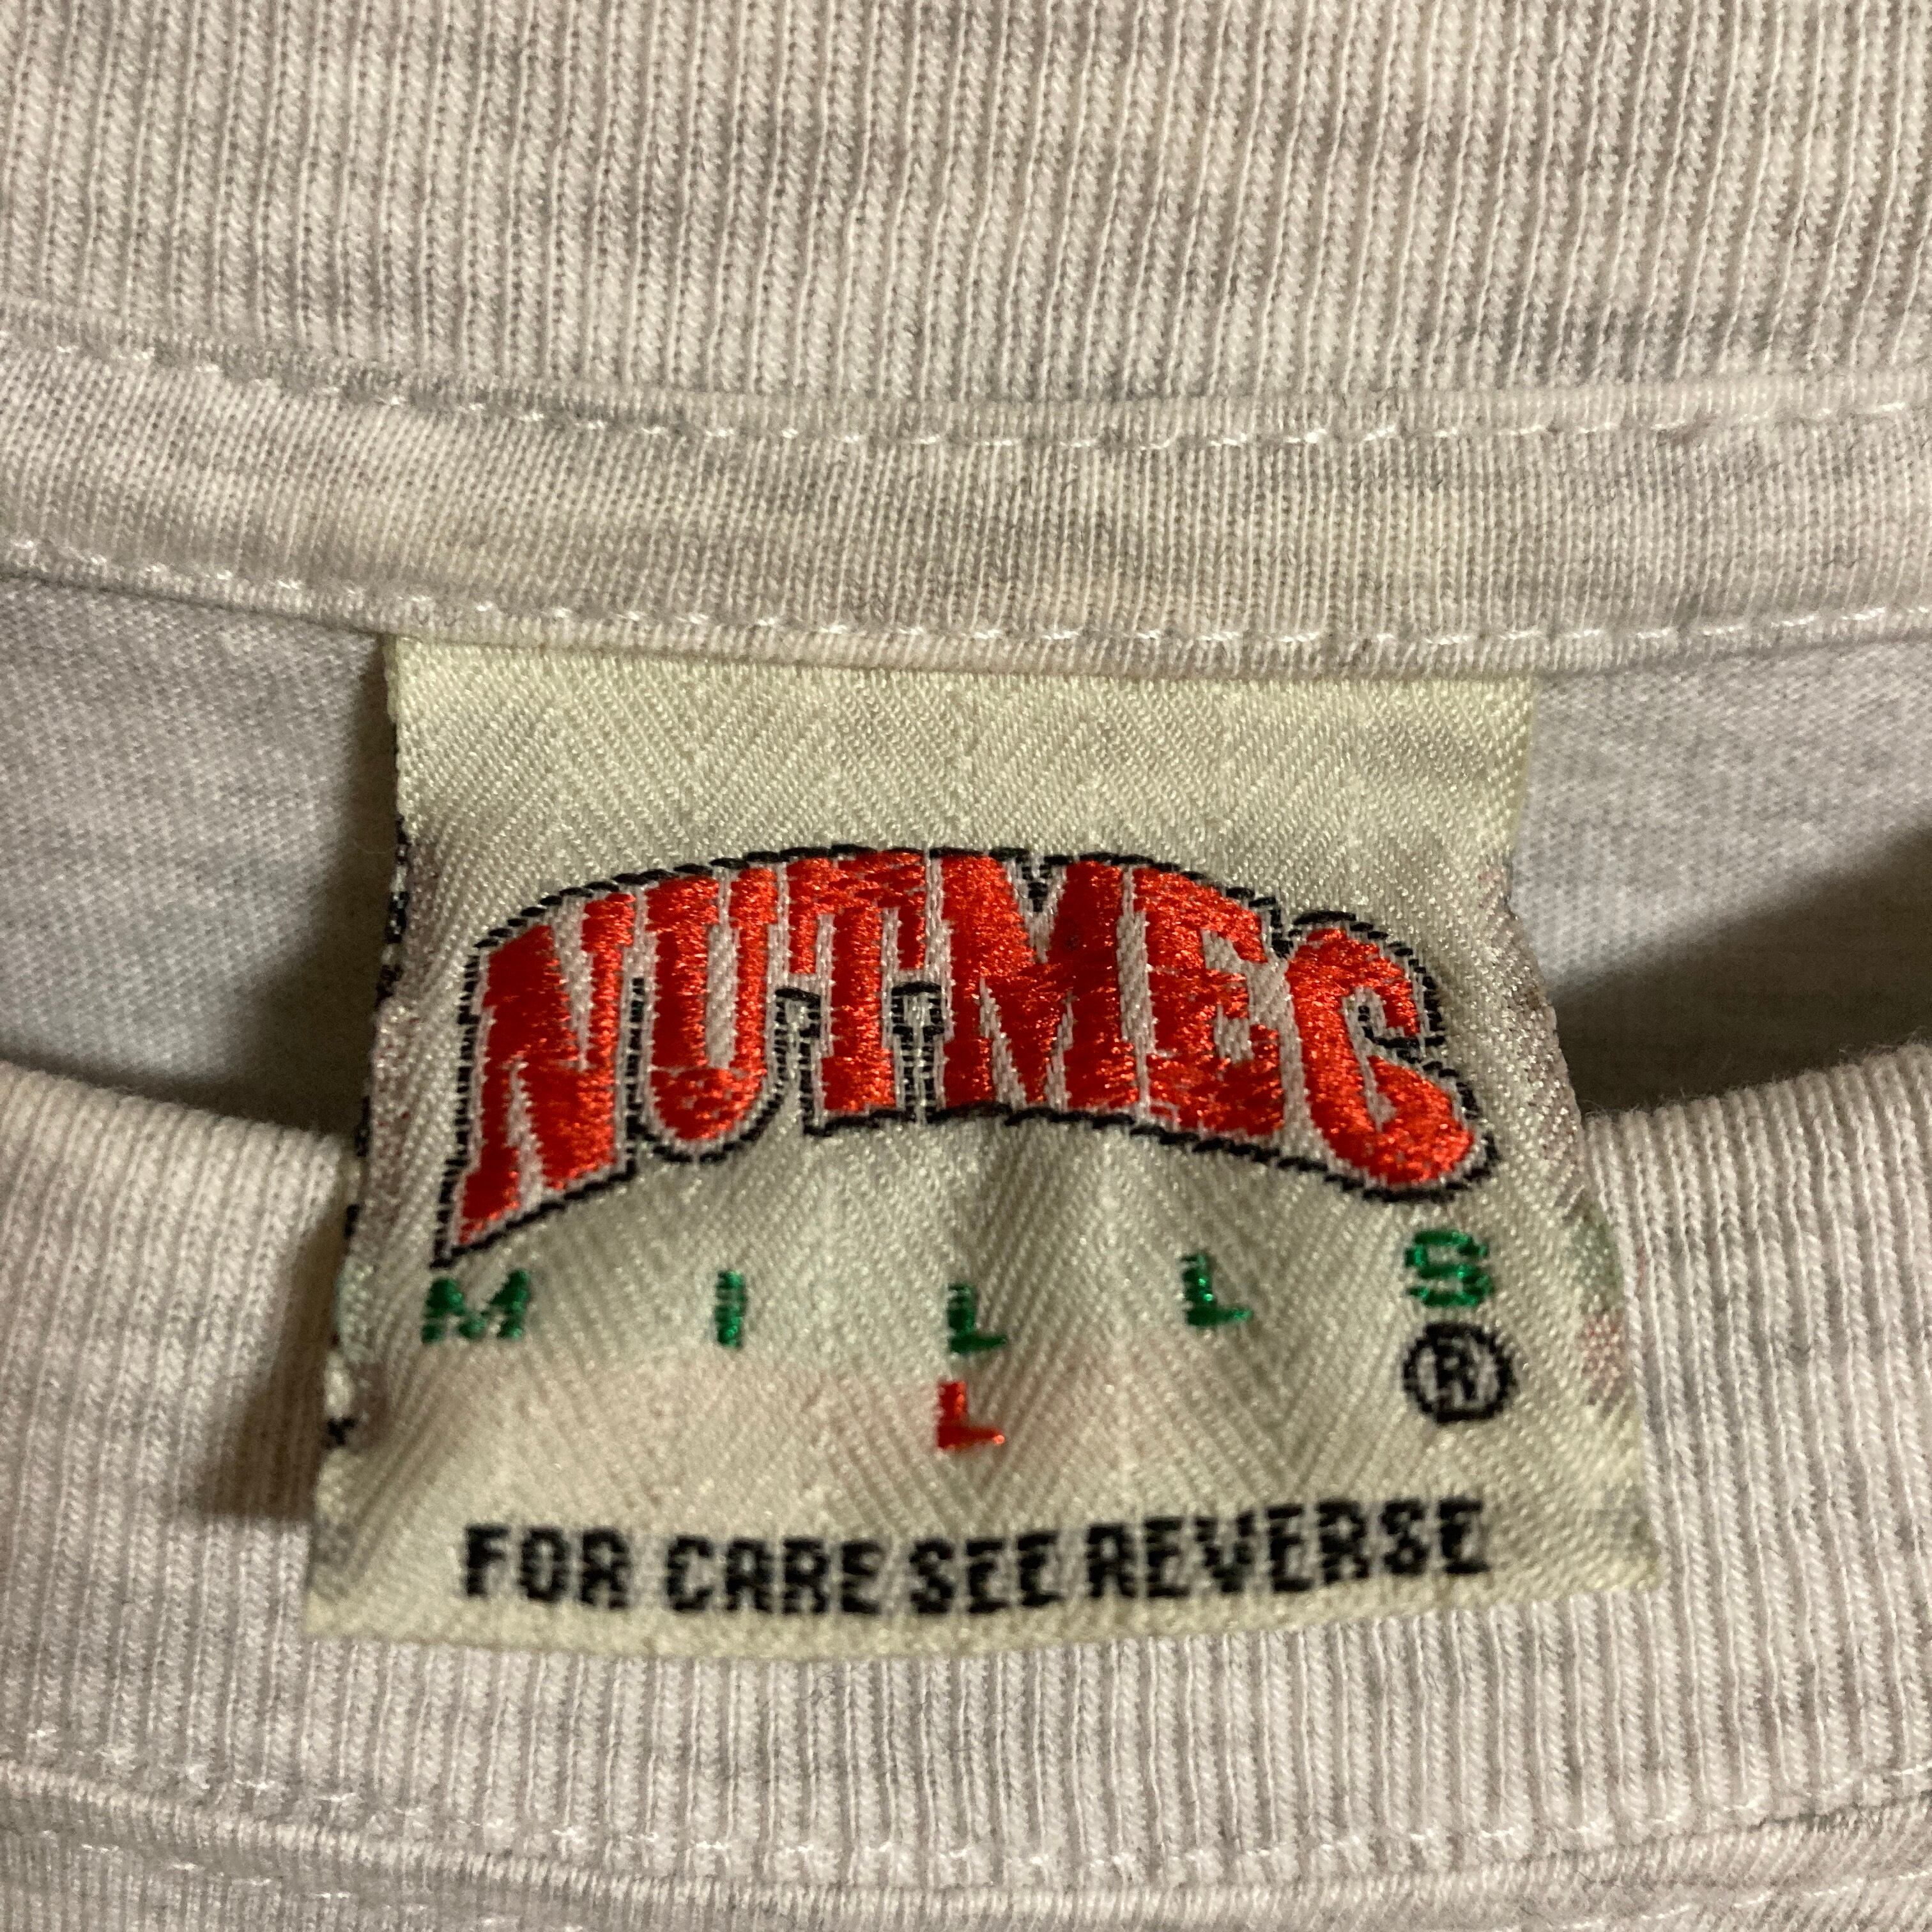 NUTMEG
MILLS
®
L
FOR CARE SEE REVERSE